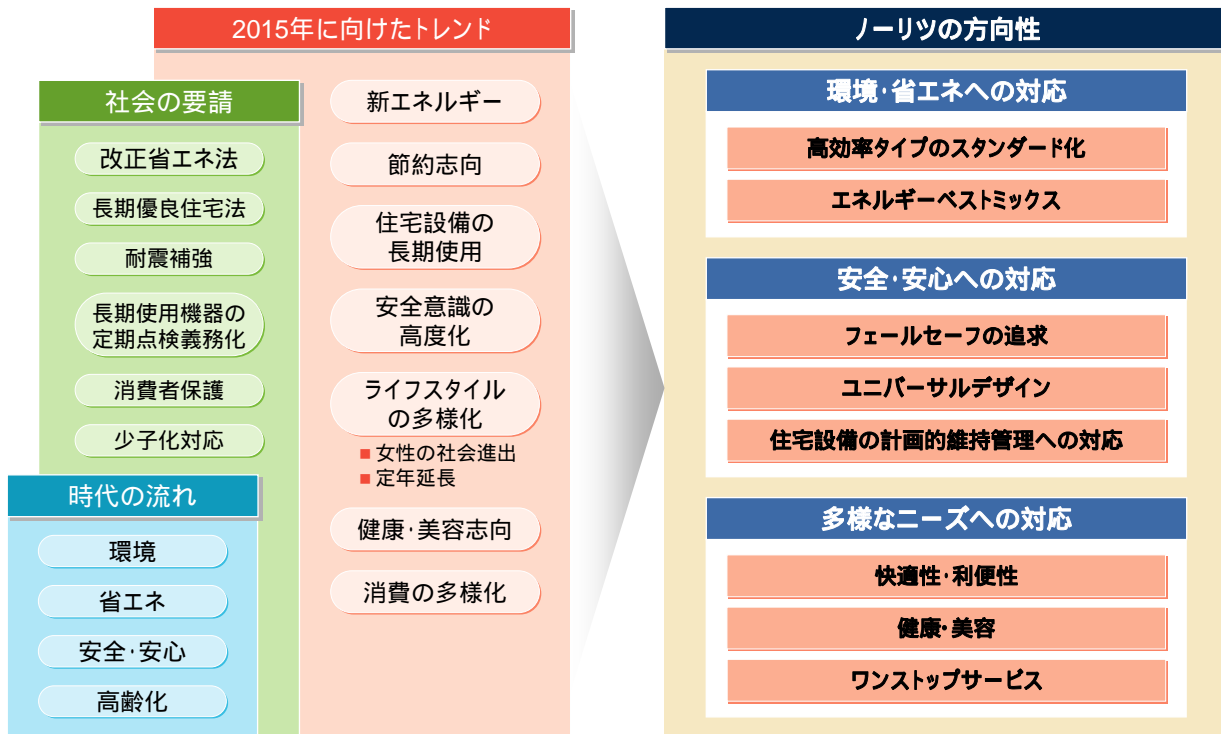 2015年に向けたトレンド
社会の要請
改正省エネ法
長期優良住宅法
耐震補強
長期使用機器の
定期点検義務化
消費者保護
少子化対応
時代の流れ
環境
省エネ
安全･安心
高齢化
新エネルギー
節約志向
住宅設備の
長期使用
安全意識の
高度化
ライフスタイル
の多様化
■ 女性の社会進出
■ 定年延長
健康･美容志向
消費の多様化
ノーリツの方向性
環境･省エネへの対応
高効率タイプのスタンダード化
エネルギーベストミックス
安全･安心への対応
フェールセーフの追求
ユニバーサルデザイン
住宅設備の計画的維持管理への対応
多様なニーズへの対応
快適性･利便性
健康･美容
ワンストップサービス